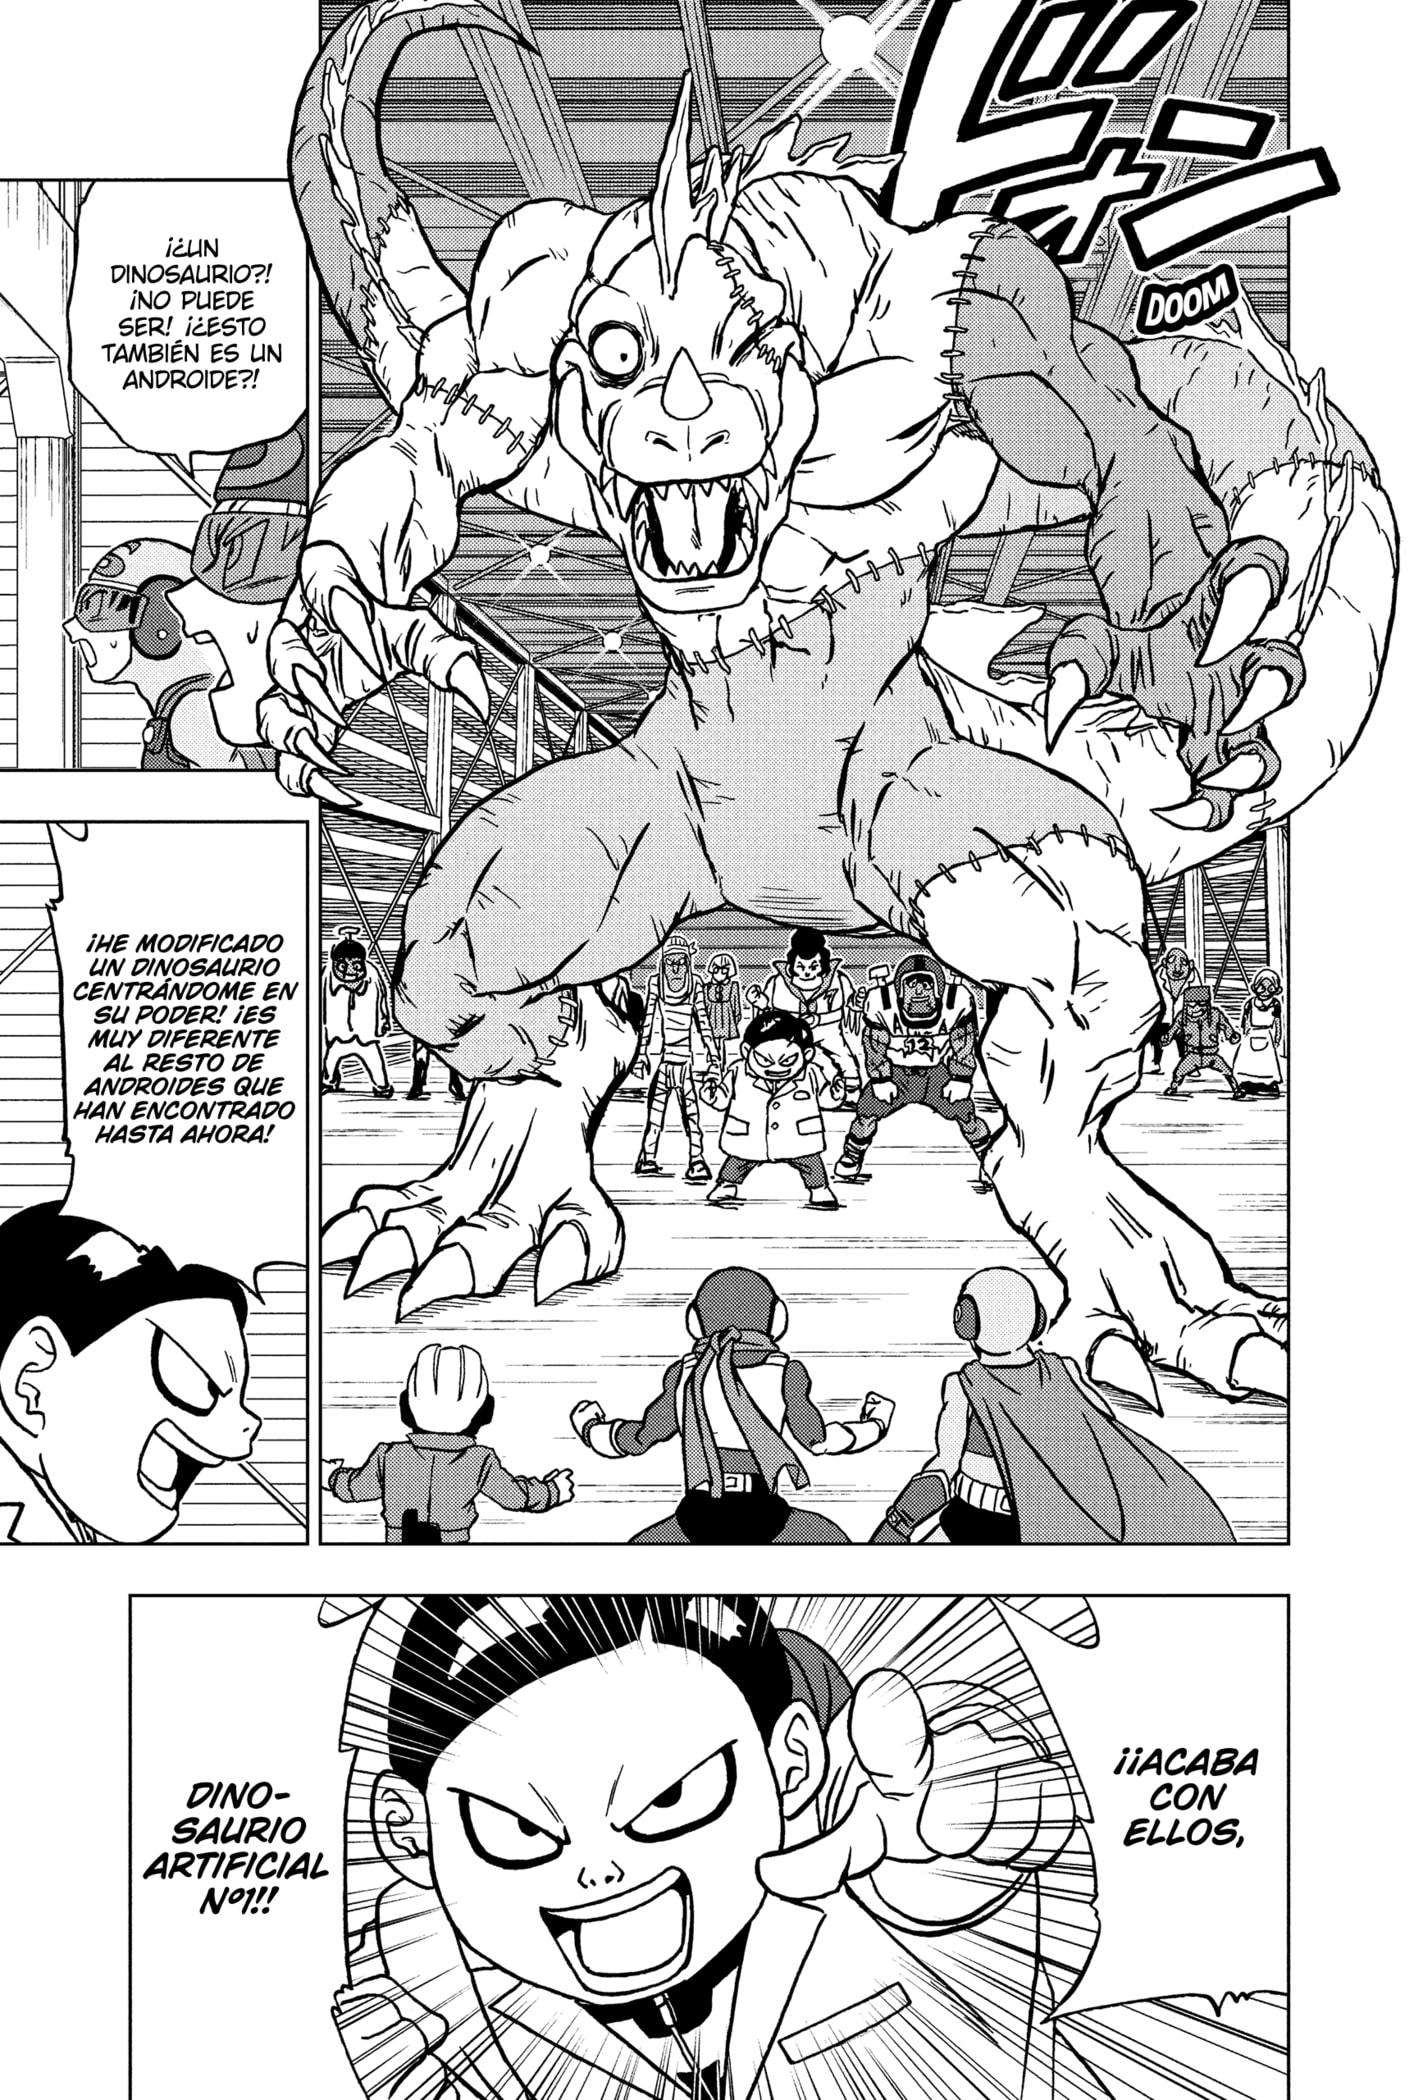 ドォン
DOOM
¡¿UN
DINOSAURIO?!
¡NO PUEDE
SER! ¡¿ESTO
TAMBIÉN ES UN
ANDROIDE?!
¡HE MODIFICADO
UN DINOSAURIO
CENTRÁNDOME EN
SU PODER! ¡ES
MUY DIFERENTE
AL RESTO DE
ANDROIDES QUE
HAN ENCONTRADO
HASTA AHORA!
13
¡¡ACABA
CON
ELLOS,
DINO-
SAURIO
ARTIFICIAL
Nº1!!